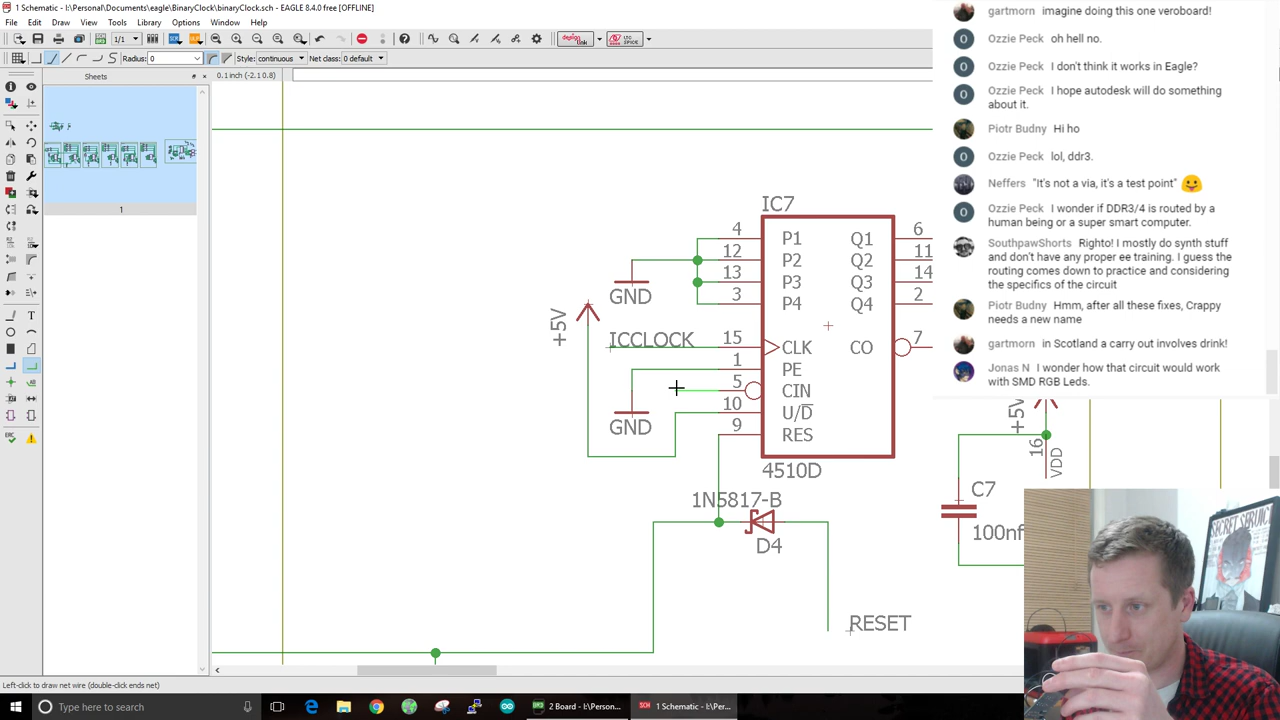 1 Schematic - I:\Personal\Documents\eagle\BinaryClock\binaryClock.sch - EAGLE 8.4.0 free [OFFLINE]
File Edit Draw View Tools Library Options Window Help
1/1
design link
LTC SPICE
Radius: 0
Style: continuous
Net class: 0 default
Sheets
0.1 inch (-2.1 0.8)
1
IC7
4 P1 Q1 6
12 P2 Q2 11
13 P3 Q3 14
3 P4 Q4 2
GND
+5V
ICCLOCK
15 CLK CO 7
1 PE
5 CIN
10 U/D
9 RES
GND
4510D
1N5817-B
D4
RESET
+5V
16
VDD
C7
100nf
gartmorn imagine doing this one veroboard!
O Ozzie Peck oh hell no.
O Ozzie Peck I don't think it works in Eagle?
O Ozzie Peck I hope autodesk will do something
about it.
Piotr Budny Hi ho
O Ozzie Peck lol, ddr3.
Neffers "It's not a via, it's a test point"
O Ozzie Peck I wonder if DDR3/4 is routed by a
human being or a super smart computer.
SouthpawShorts Righto! I mostly do synth stuff
and don't have any proper ee training. I guess the
routing comes down to practice and considering
the specifics of the circuit
Piotr Budny Hmm, after all these fixes, Crappy
needs a new name
gartmorn in Scotland a carry out involves drink!
Jonas N I wonder how that circuit would work
with SMD RGB Leds.
SECRET SERVICE
Left-click to draw net wire (double-click ends net)
Type here to search
2 Board - I:\Person...
1 Schematic - I:\Per...